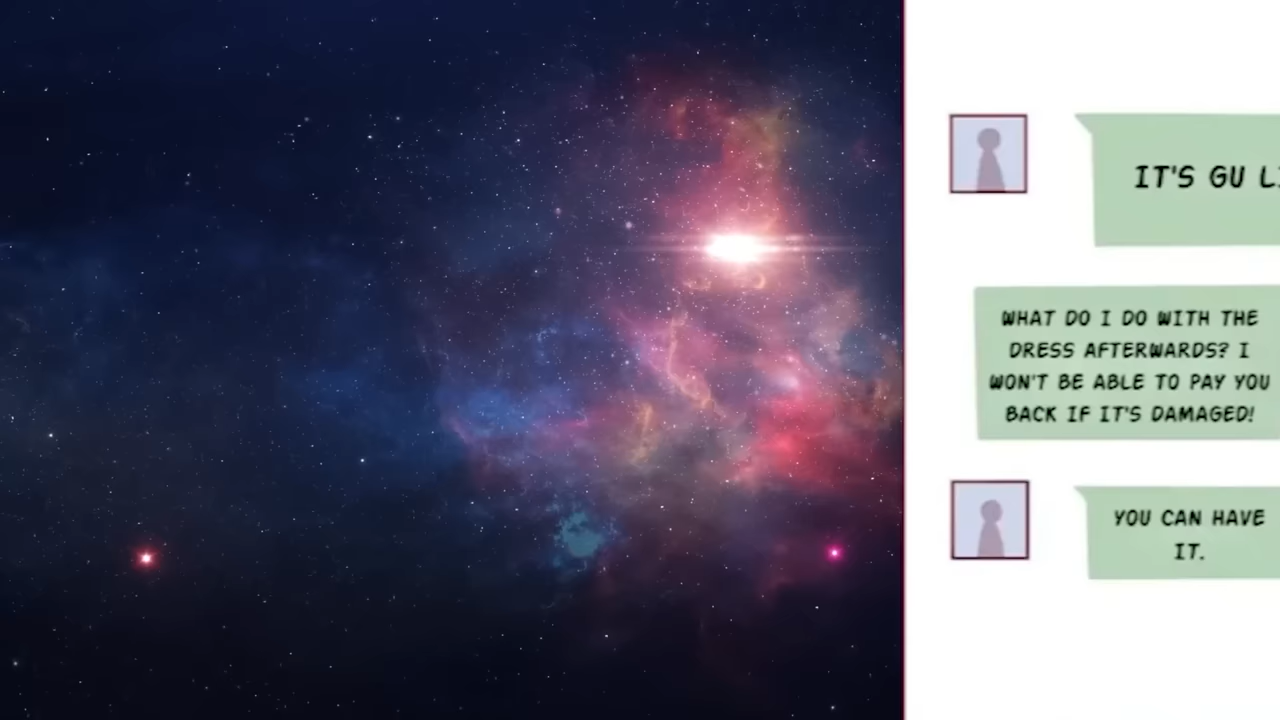 IT'S GU
WHAT DO I DO WITH THE
DRESS AFTERWARDS? I
WON'T BE ABLE TO PAY YOU
BACK IF IT'S DAMAGED!
YOU CAN HAVE
IT.